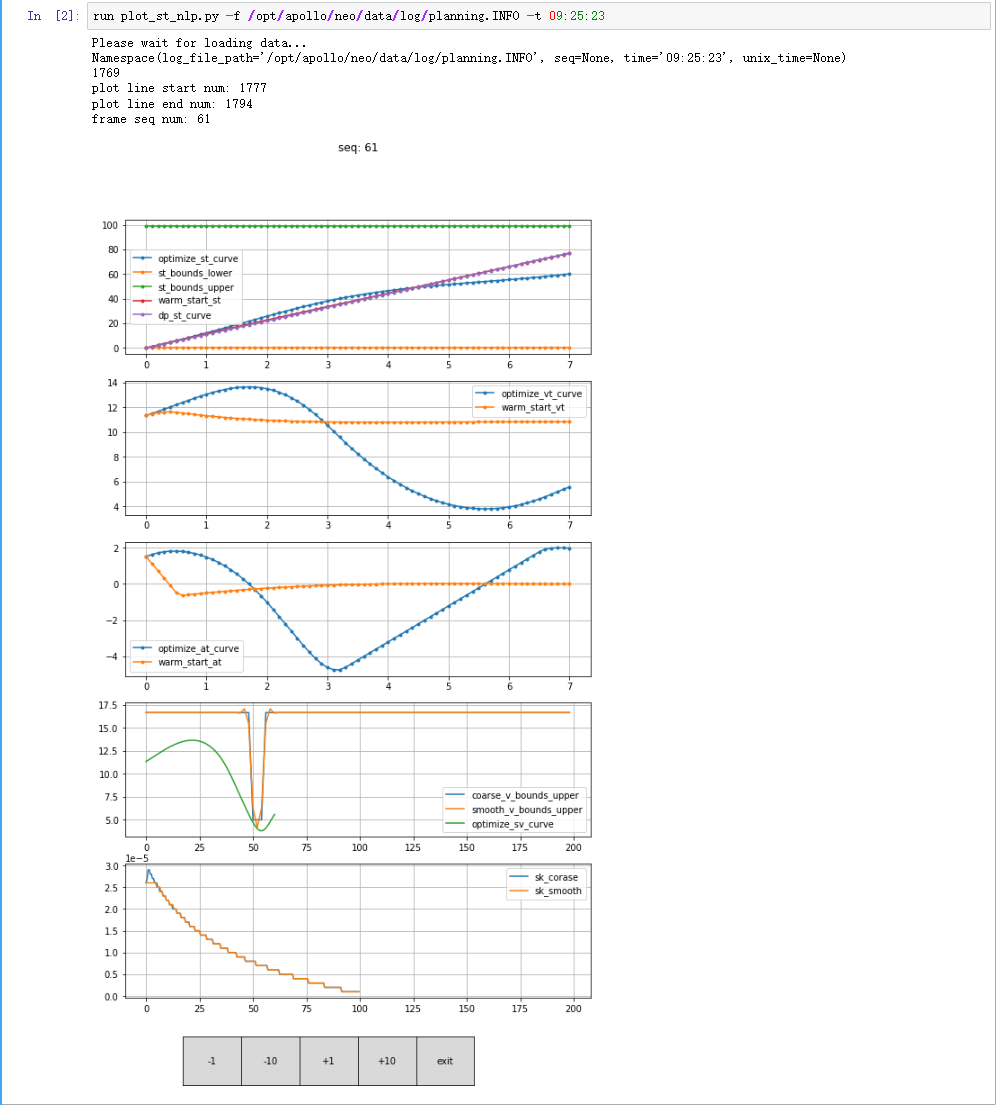 In [2]: run plot_st_nlp.py -f /opt/apollo/neo/data/log/planning.INFO -t 09:25:23
Please wait for loading data...
Namespace(log_file_path='/opt/apollo/neo/data/log/planning.INFO', seq=None, time='09:25:23', unix_time=None)
1769
plot line start num: 1777
plot line end num: 1794
frame seq num: 61
seq: 61
100
80
60
40
20
0
optimize_st_curve
st_bounds_lower
st_bounds_upper
warm_start_st
dp_st_curve
0 1 2 3 4 5 6 7
14
12
10
8
6
4
optimize_vt_curve
warm_start_vt
0 1 2 3 4 5 6 7
2
0
−2
−4
optimize_at_curve
warm_start_at
0 1 2 3 4 5 6 7
17.5
15.0
12.5
10.0
7.5
5.0
coarse_v_bounds_upper
smooth_v_bounds_upper
optimize_sv_curve
0 25 50 75 100 125 150 175 200
1e−5
3.0
2.5
2.0
1.5
1.0
0.5
0.0
sk_corase
sk_smooth
0 25 50 75 100 125 150 175 200
-1 -10 +1 +10 exit